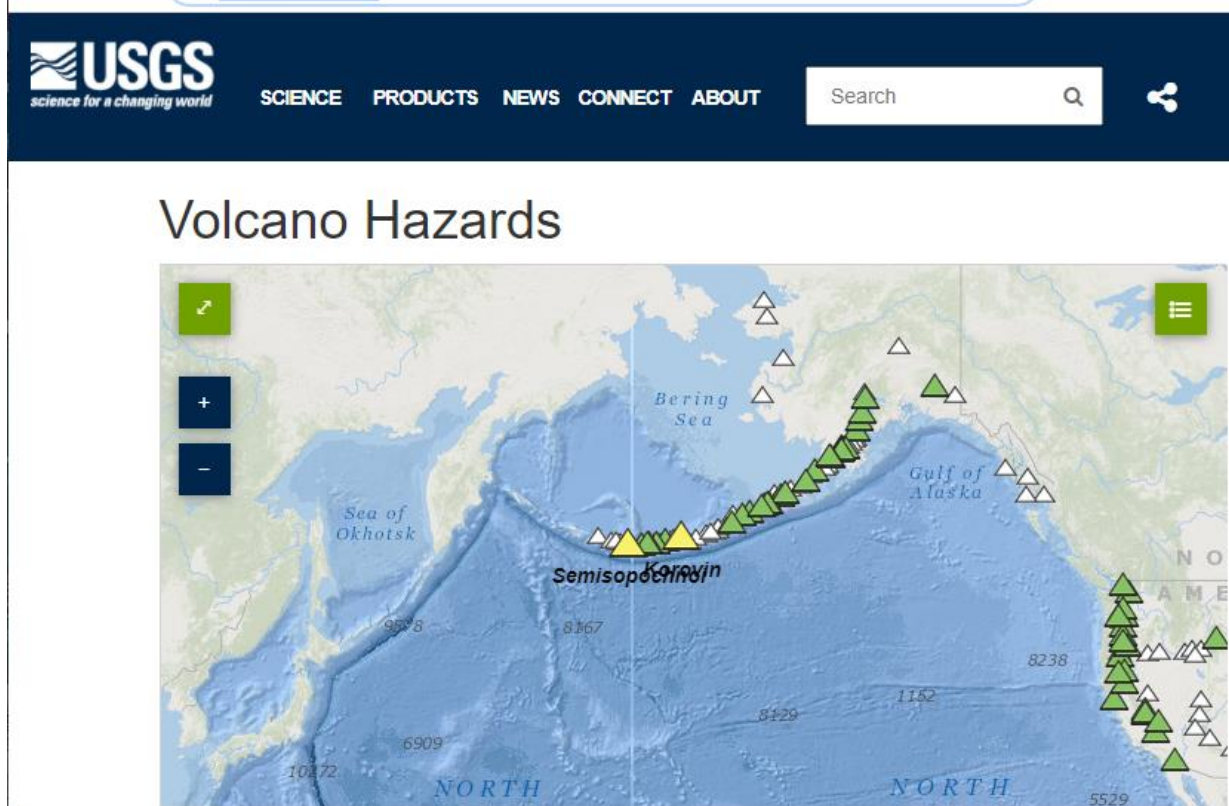 USGS
science for a changing world
SCIENCE PRODUCTS NEWS CONNECT ABOUT
Search
Volcano Hazards
+
−
Bering
Sea
Gulf of
Alaska
Sea of
Okhotsk
Semisopochnoi
Korovin
N O
A M E
9578
8167
8238
1152
8129
6909
10272
NORTH
NORTH
5529